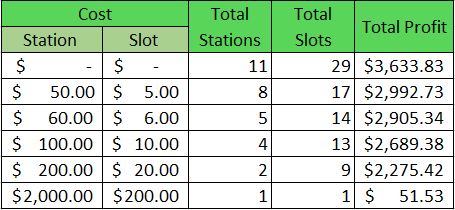 Cost Total Stations Total Slots Total Profit
Station Slot
$ - $ - 11 29 $3,633.83
$ 50.00 $ 5.00 8 17 $2,992.73
$ 60.00 $ 6.00 5 14 $2,905.34
$ 100.00 $ 10.00 4 13 $2,689.38
$ 200.00 $ 20.00 2 9 $2,275.42
$2,000.00 $200.00 1 1 $ 51.53